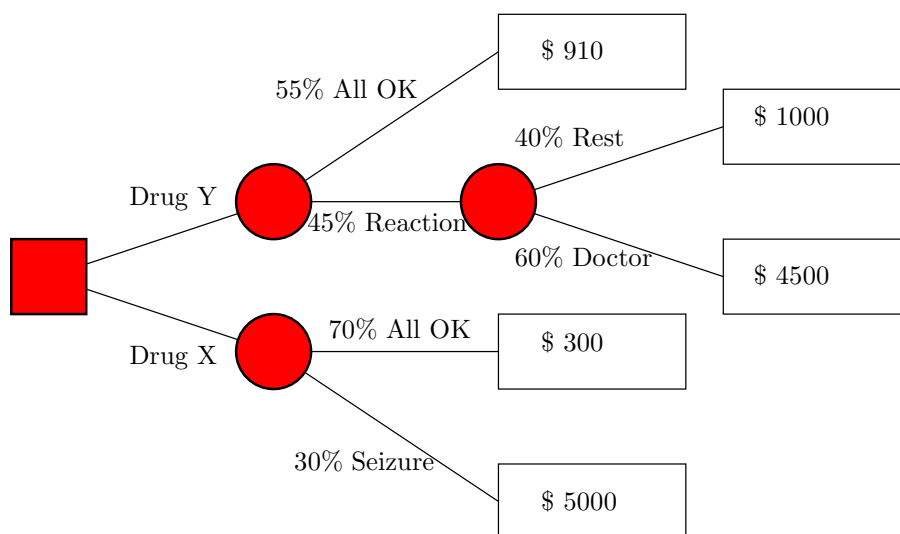 $ 910
55% All OK
$ 1000
40% Rest
Drug Y
45% Reaction
60% Doctor
$ 4500
70% All OK
$ 300
Drug X
30% Seizure
$ 5000